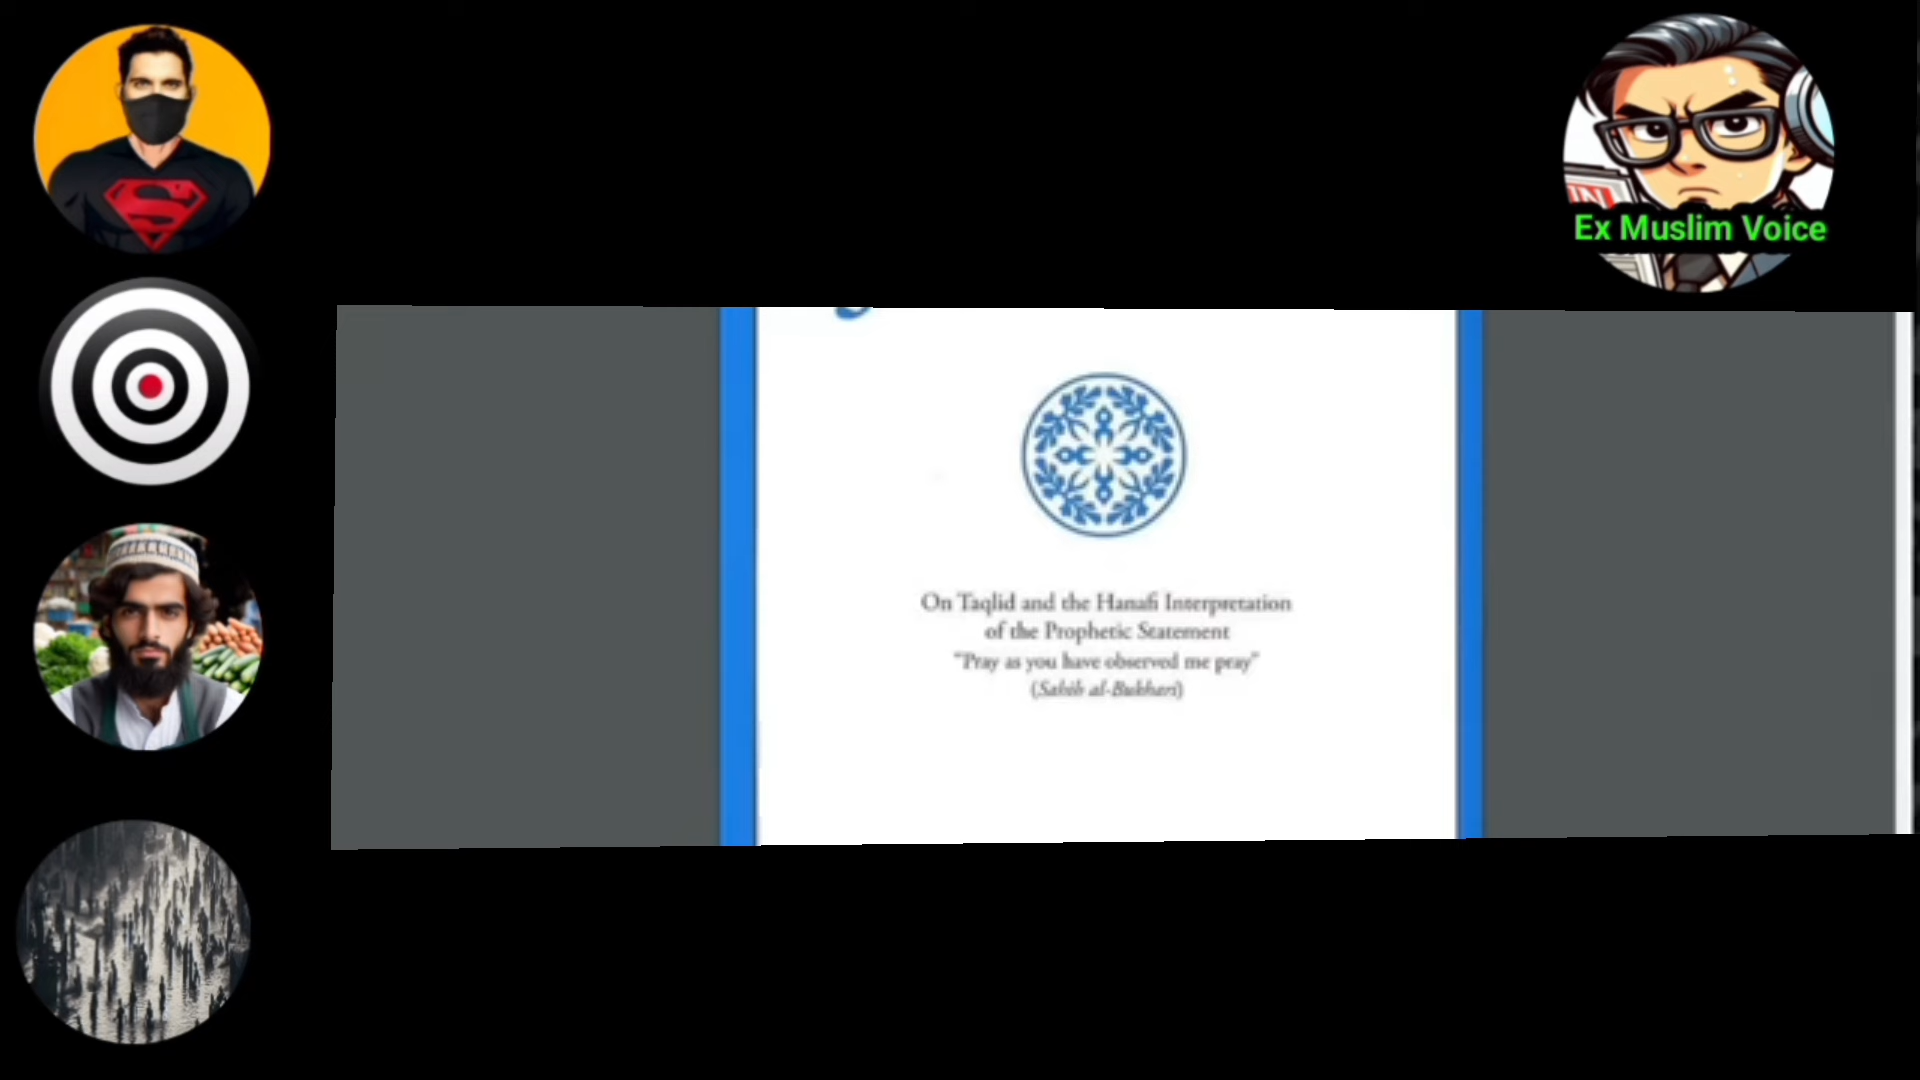 IN
Ex Muslim Voice
On Taqlid and the Hanafi Interpretation
of the Prophetic Statement
"Pray as you have observed me pray"
(Sahih al-Bukhari)